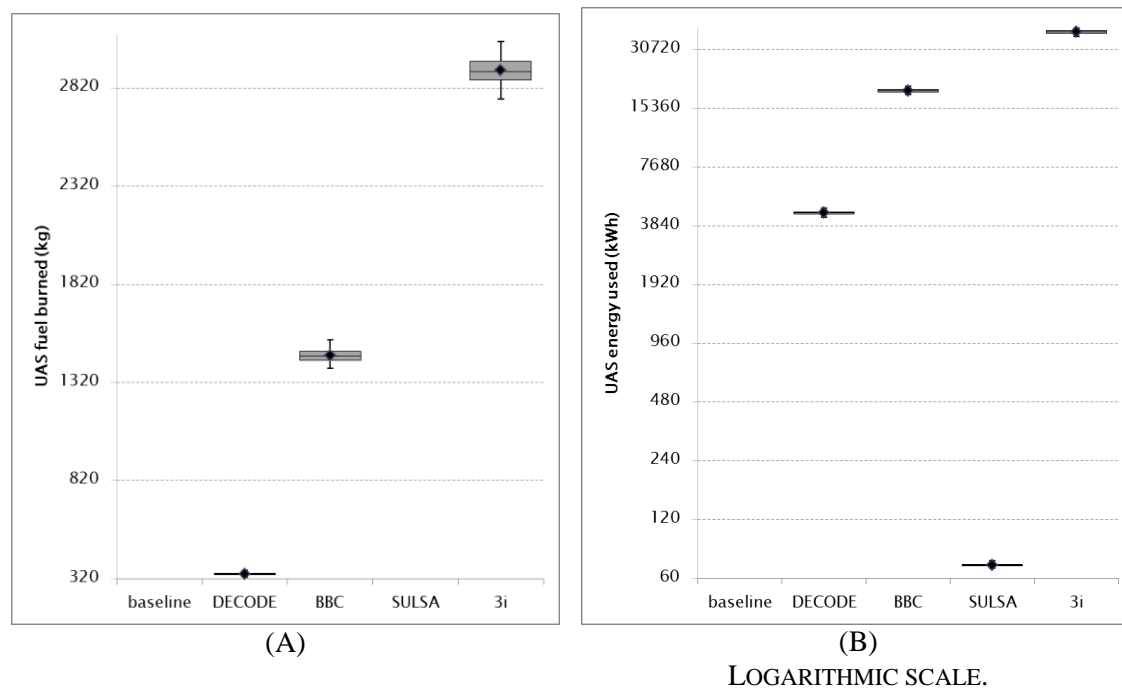 UAS fuel burned (kg)
2820
2320
1820
1320
820
320
baseline DECODE BBC SULSA 3i
(A)
UAS energy used (kWh)
30720
15360
7680
3840
1920
960
480
240
120
60
baseline DECODE BBC SULSA 3i
(B)
LOGARITHMIC SCALE.